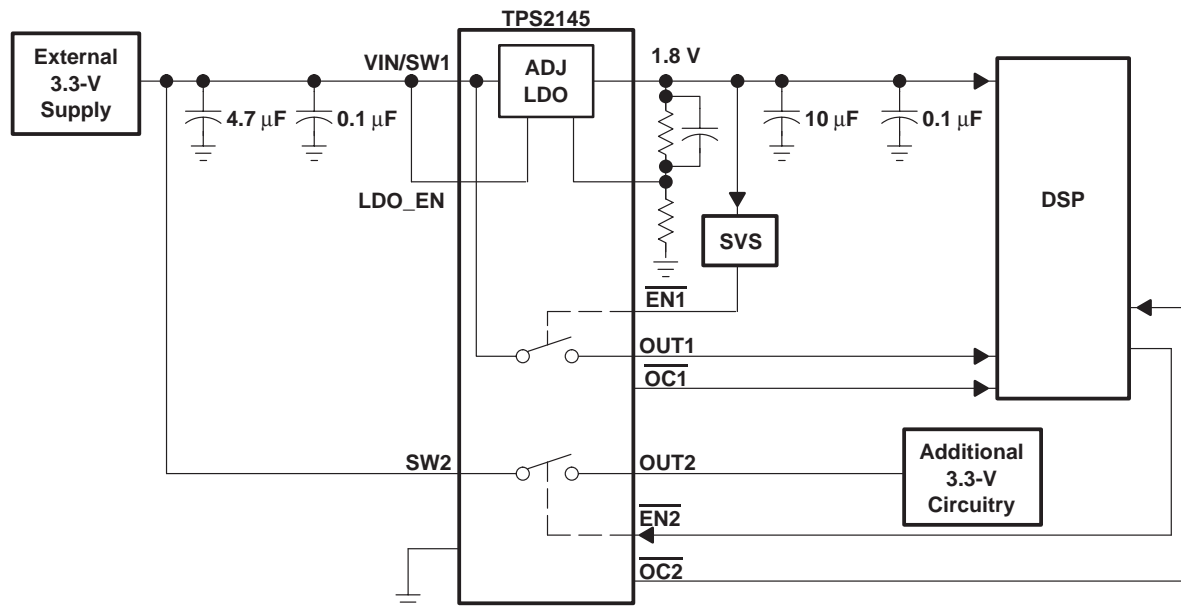 TPS2145
External
3.3-V
Supply
VIN/SW1
ADJ
LDO
1.8 V
4.7 μF
0.1 μF
10 μF
0.1 μF
LDO_EN
SVS
DSP
EN1
OUT1
OC1
SW2
OUT2
Additional
3.3-V
Circuitry
EN2
OC2